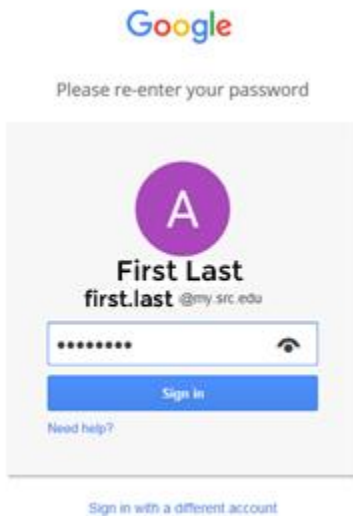 Google
Please re-enter your password
A
First Last
first.last @my.src.edu
••••••••
Sign in
Need help?
Sign in with a different account